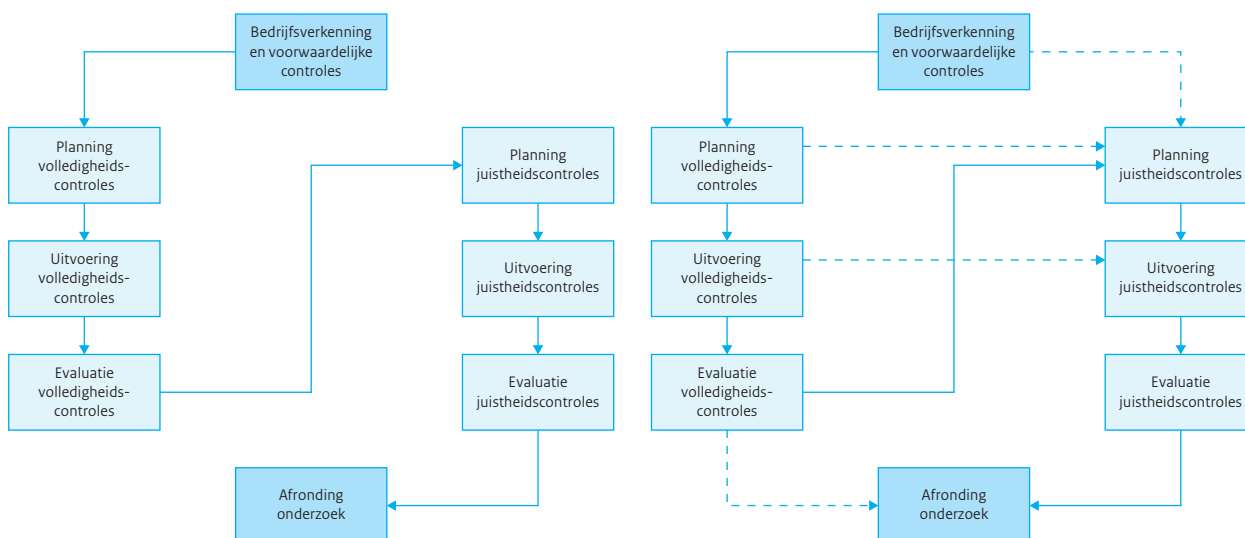 Bedrijfsverkenning
en voorwaardelijke
controles
Planning
volledigheids-
controles
Uitvoering
volledigheids-
controles
Evaluatie
volledigheids-
controles
Planning
juistheidscontroles
Uitvoering
juistheidscontroles
Evaluatie
juistheidscontroles
Afronding
onderzoek
Bedrijfsverkenning
en voorwaardelijke
controles
Planning
volledigheids-
controles
Uitvoering
volledigheids-
controles
Evaluatie
volledigheids-
controles
Planning
juistheidscontroles
Uitvoering
juistheidscontroles
Evaluatie
juistheidscontroles
Afronding
onderzoek